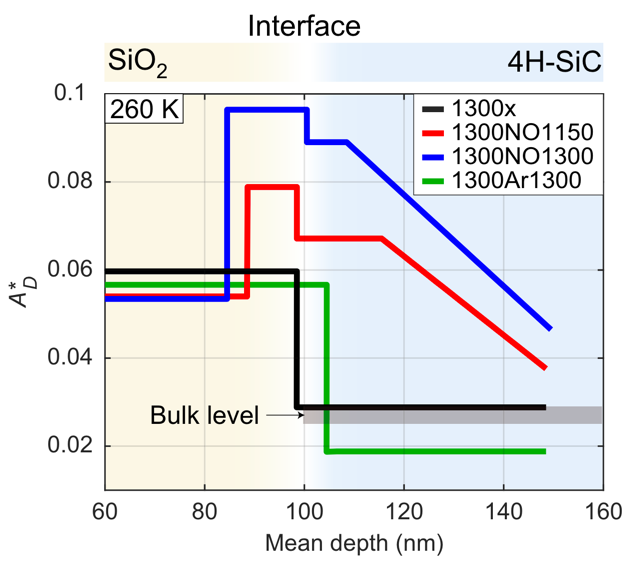 Interface
SiO2
4H-SiC
0.1
260 K
1300x
1300NO1150
1300NO1300
1300Ar1300
0.08
0.06
0.04
0.02
A*D
Bulk level
60
80
100
120
140
160
Mean depth (nm)